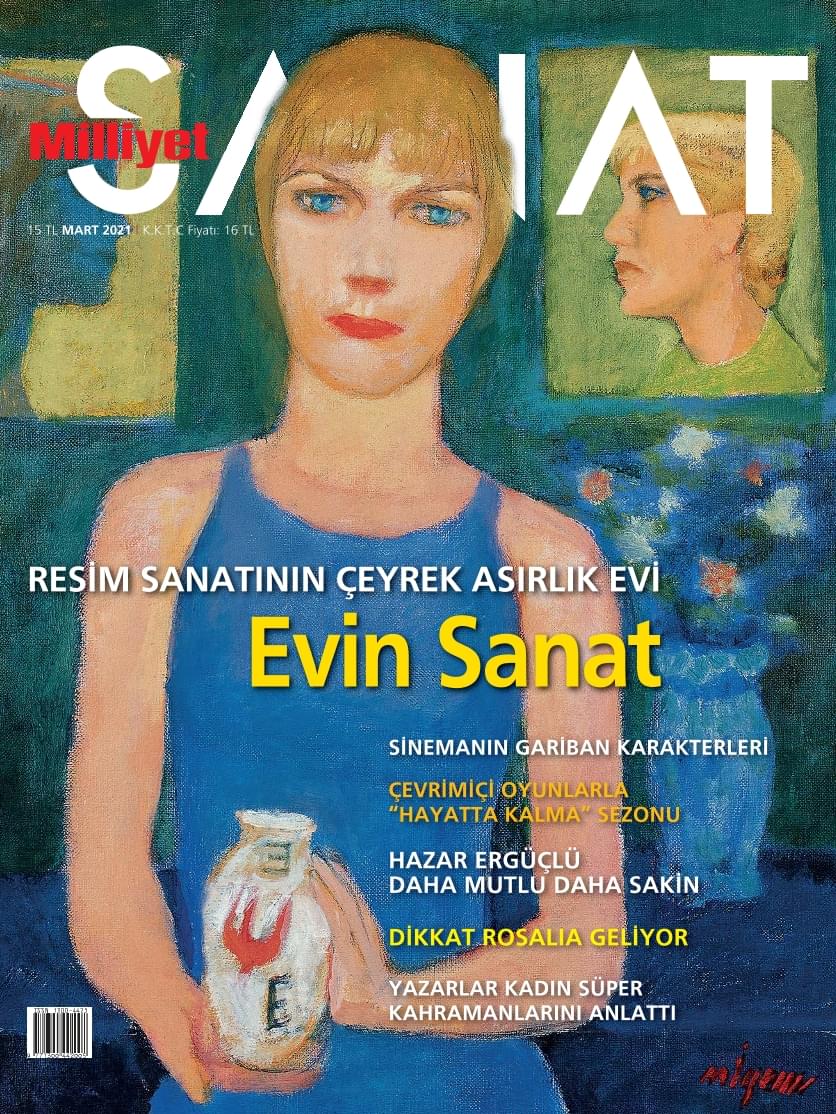 SANAT
Milliyet
15 TL MART 2021 | K.K.T.C Fiyatı: 16 TL
RESİM SANATININ ÇEYREK ASIRLIK EVİ
Evin Sanat
SİNEMANIN GARİBAN KARAKTERLERİ
ÇEVRİMİÇİ OYUNLARLA
“HAYATTA KALMA” SEZONU
HAZAR ERGÜÇLÜ
DAHA MUTLU DAHA SAKİN
DİKKAT ROSALIA GELİYOR
YAZARLAR KADIN SÜPER
KAHRAMANLARINI ANLATTI